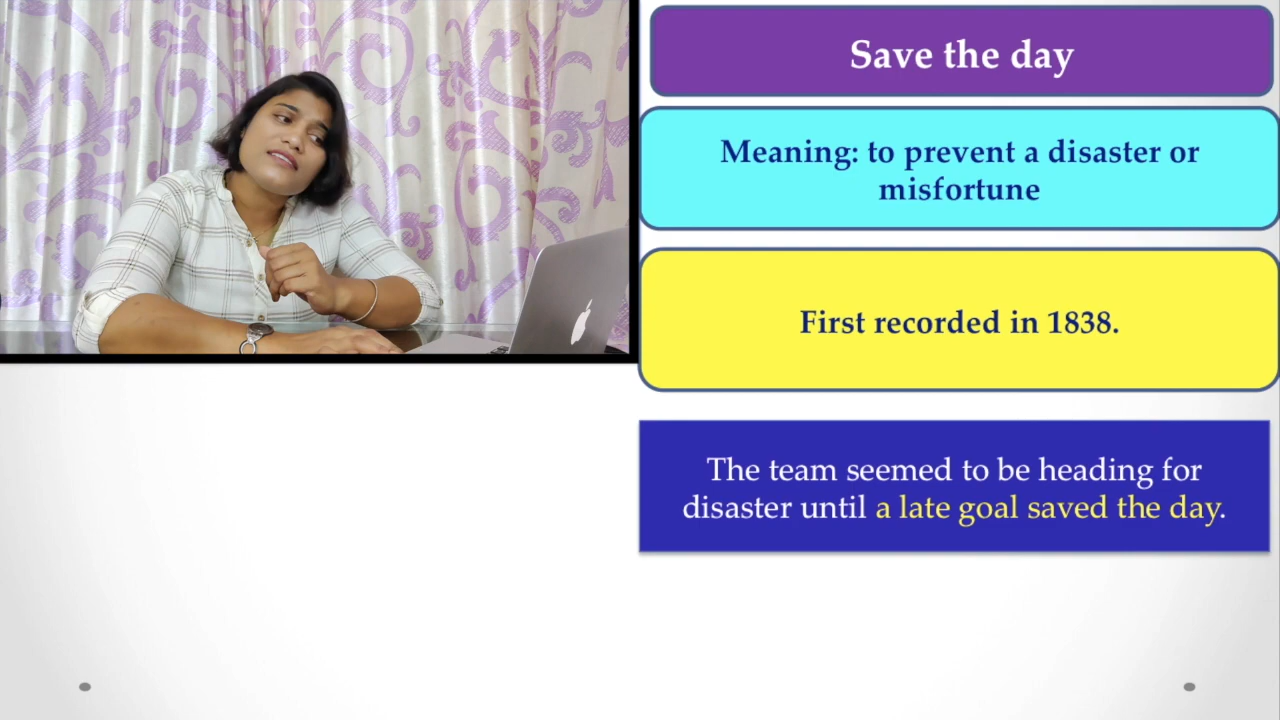 Save the day
Meaning: to prevent a disaster or
misfortune
First recorded in 1838.
The team seemed to be heading for
disaster until a late goal saved the day.